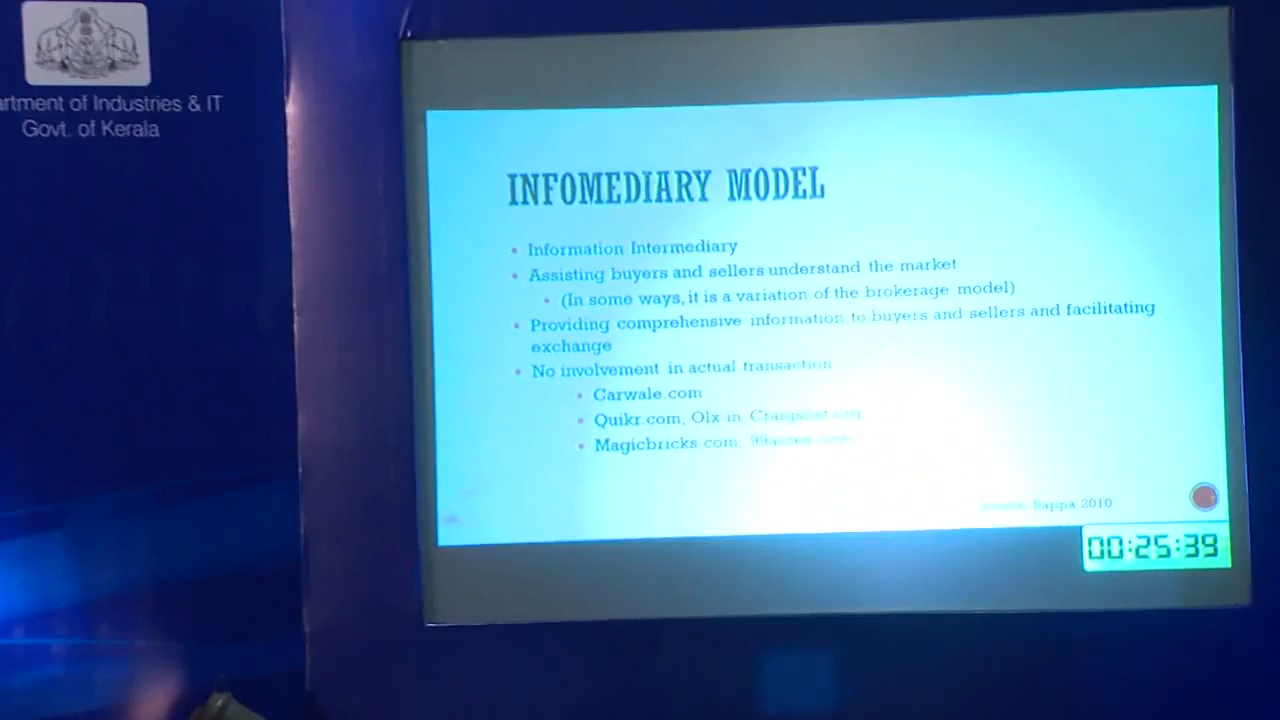 artment of Industries & IT
Govt. of Kerala
INFOMEDIARY MODEL
• Information Intermediary
• Assisting buyers and sellers understand the market
• (In some ways, it is a variation of the brokerage model)
• Providing comprehensive information to buyers and sellers and facilitating
exchange
• No involvement in actual transaction
• Carwale.com
• Quikr.com, Olx in,
• Magicbricks com,
Rappa 2010
00:25:39